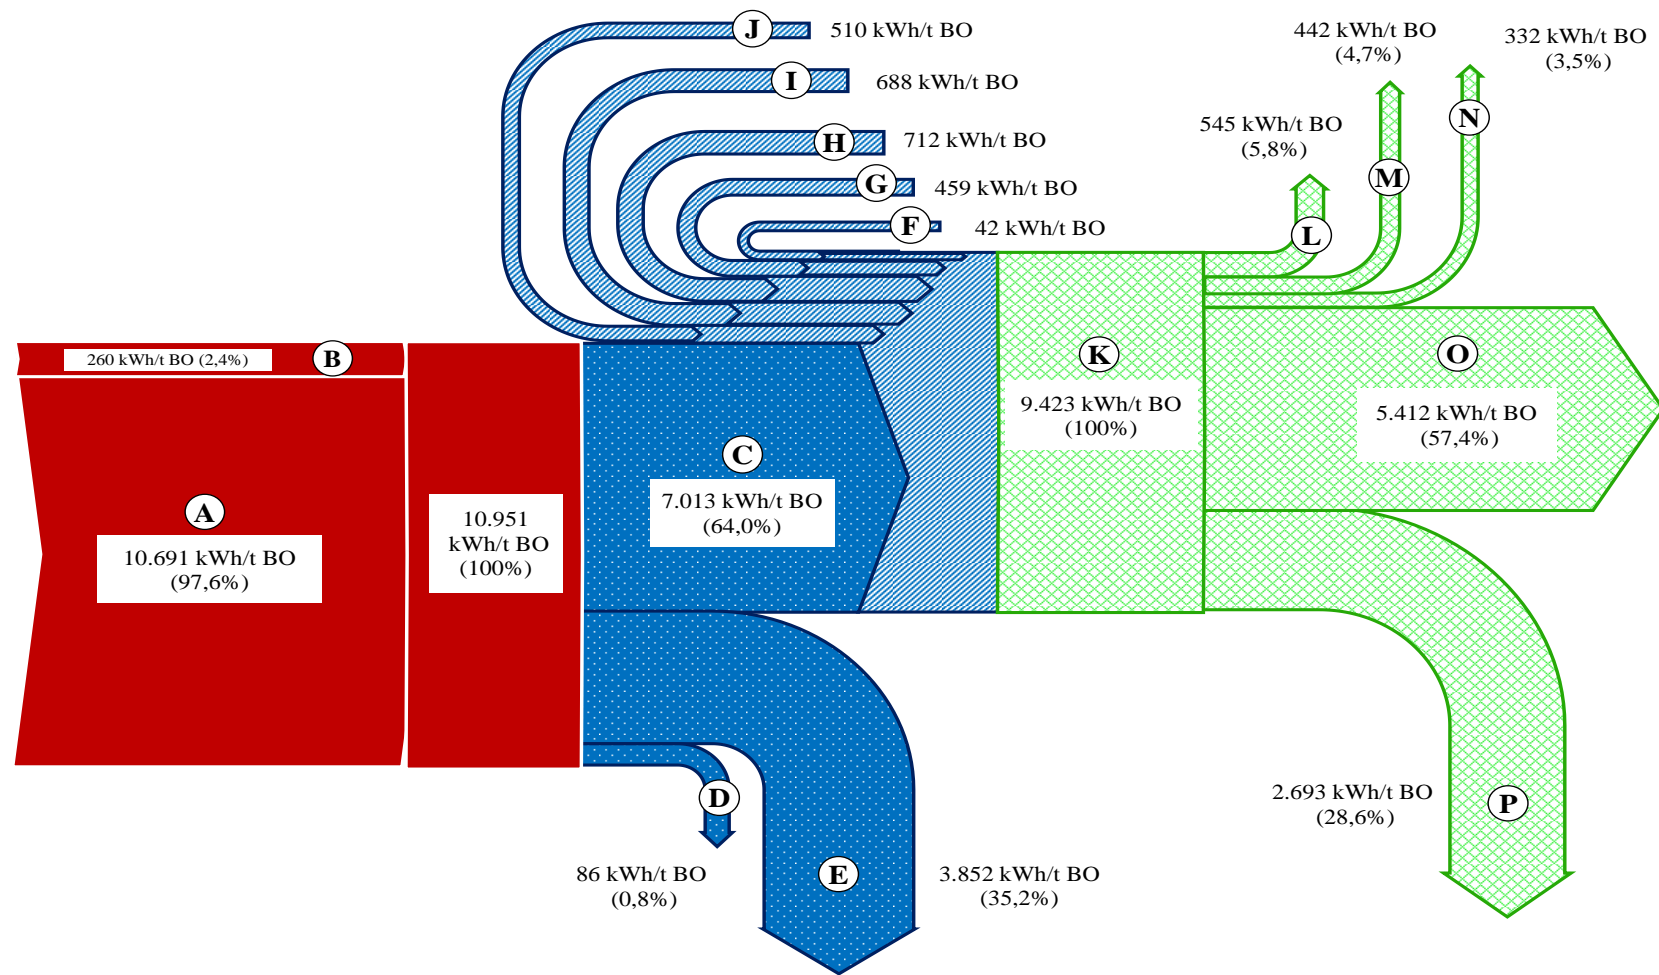 J
510 kWh/t BO
I
688 kWh/t BO
H
712 kWh/t BO
G
459 kWh/t BO
F
42 kWh/t BO
442 kWh/t BO
(4,7%)
332 kWh/t BO
(3,5%)
545 kWh/t BO
(5,8%)
N
M
L
260 kWh/t BO (2,4%)
B
A
10.691 kWh/t BO
(97,6%)
10.951
kWh/t BO
(100%)
C
7.013 kWh/t BO
(64,0%)
K
9.423 kWh/t BO
(100%)
O
5.412 kWh/t BO
(57,4%)
D
86 kWh/t BO
(0,8%)
E
3.852 kWh/t BO
(35,2%)
2.693 kWh/t BO
(28,6%)
P